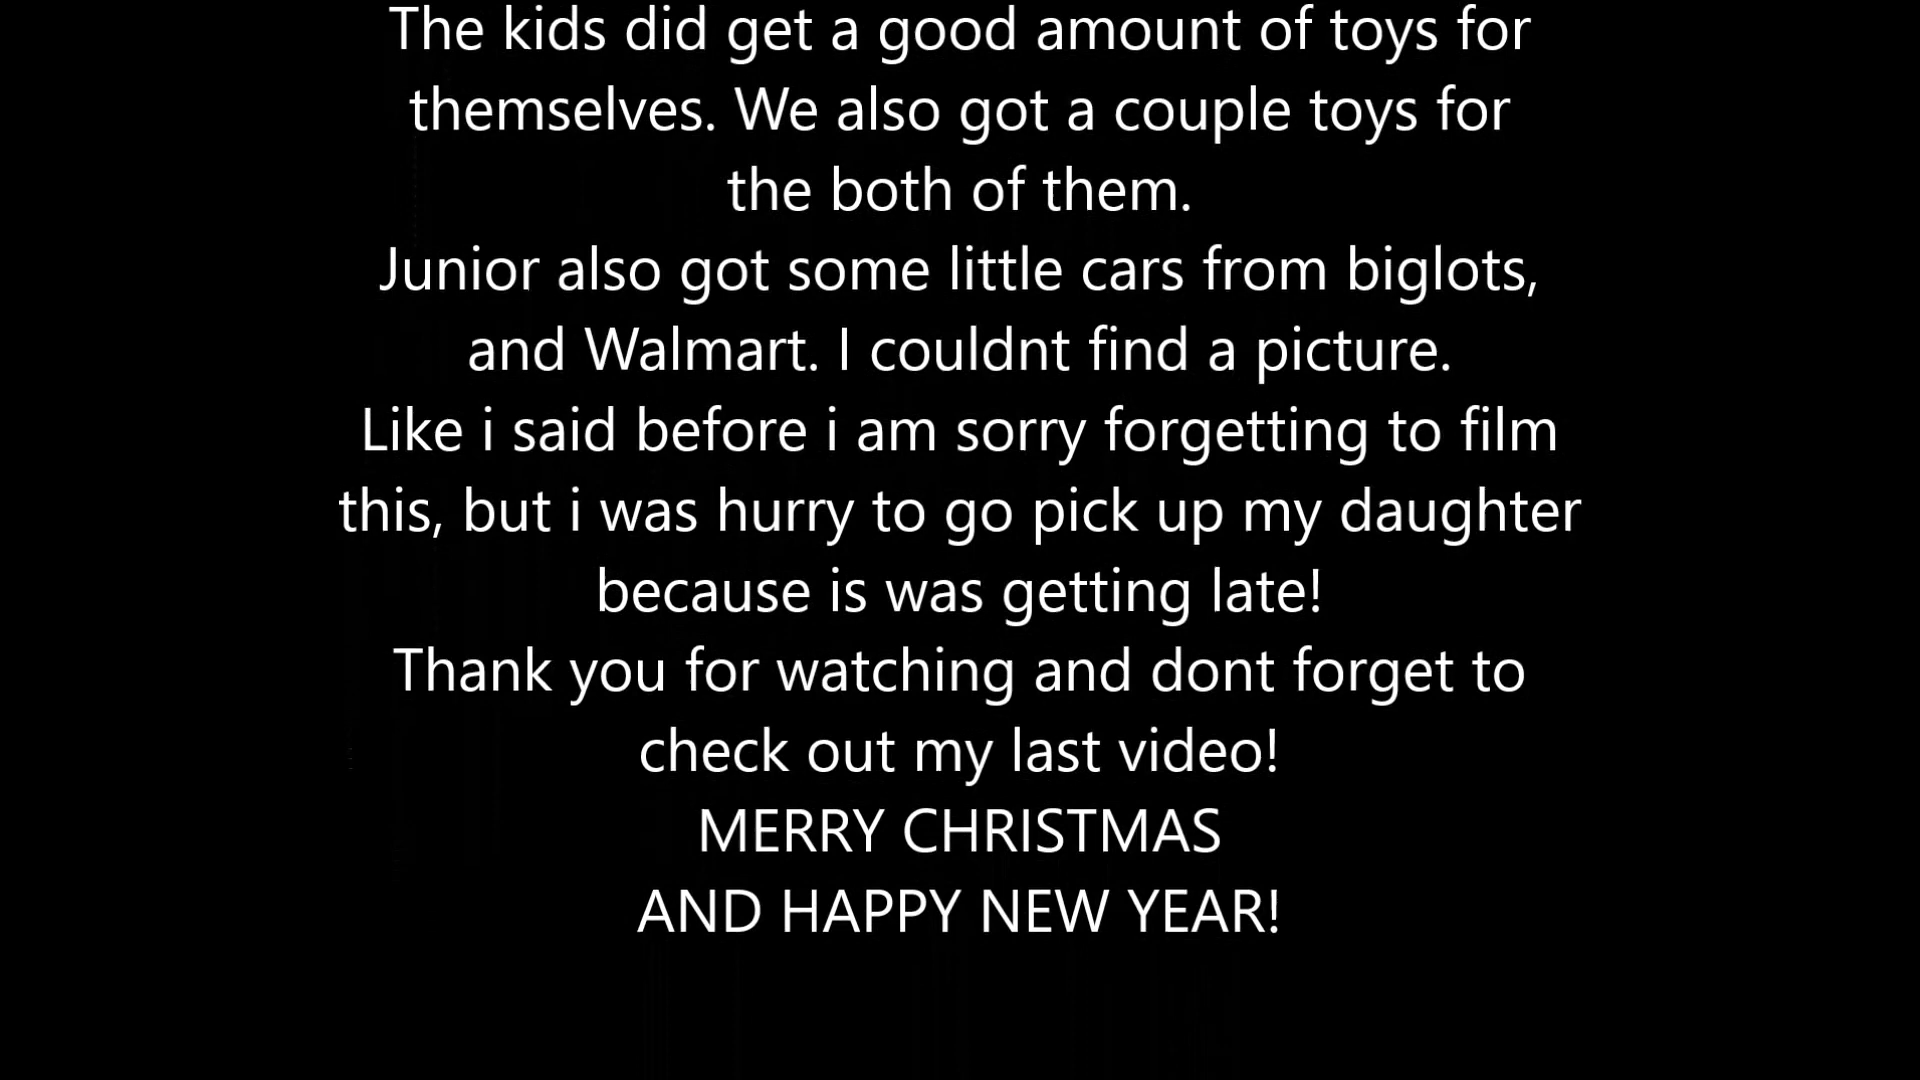 The kids did get a good amount of toys for
themselves. We also got a couple toys for
the both of them.
Junior also got some little cars from biglots,
and Walmart. I couldnt find a picture.
Like i said before i am sorry forgetting to film
this, but i was hurry to go pick up my daughter
because is was getting late!
Thank you for watching and dont forget to
check out my last video!
MERRY CHRISTMAS
AND HAPPY NEW YEAR!